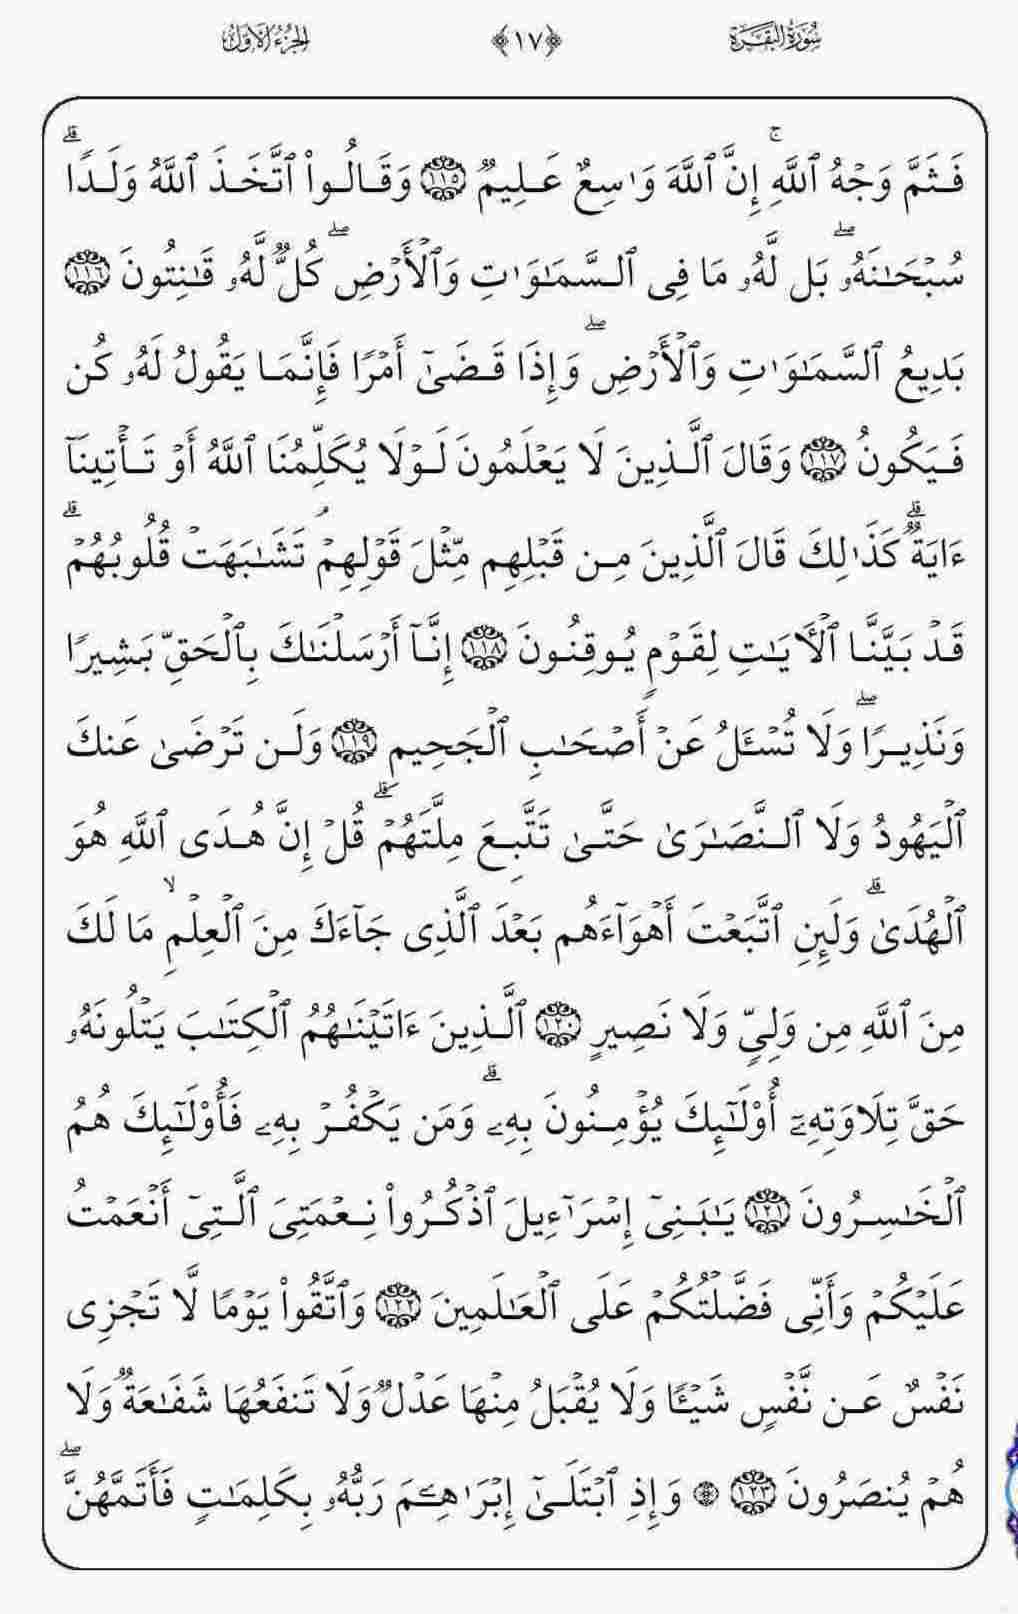 سُورَةُ البَقَرَةِ ﴿١٧﴾ الجُزْءُ الأَوَّلُ
فَثَمَّ وَجْهُ ٱللَّهِۚ إِنَّ ٱللَّهَ وَٰسِعٌ عَلِيمٌ ١١٥ وَقَالُوا۟ ٱتَّخَذَ ٱللَّهُ وَلَدًاۗ
سُبْحَٰنَهُۥۖ بَل لَّهُۥ مَا فِى ٱلسَّمَٰوَٰتِ وَٱلْأَرْضِۖ كُلٌّ لَّهُۥ قَٰنِتُونَ ١١٦
بَدِيعُ ٱلسَّمَٰوَٰتِ وَٱلْأَرْضِۖ وَإِذَا قَضَىٰٓ أَمْرًا فَإِنَّمَا يَقُولُ لَهُۥ كُن
فَيَكُونُ ١١٧ وَقَالَ ٱلَّذِينَ لَا يَعْلَمُونَ لَوْلَا يُكَلِّمُنَا ٱللَّهُ أَوْ تَأْتِينَآ
ءَايَةٌۗ كَذَٰلِكَ قَالَ ٱلَّذِينَ مِن قَبْلِهِم مِّثْلَ قَوْلِهِمْۘ تَشَٰبَهَتْ قُلُوبُهُمْۗ
قَدْ بَيَّنَّا ٱلْأَيَٰتِ لِقَوْمٍ يُوقِنُونَ ١١٨ إِنَّآ أَرْسَلْنَٰكَ بِٱلْحَقِّ بَشِيرًا
وَنَذِيرًاۖ وَلَا تُسْـَٔلُ عَنْ أَصْحَٰبِ ٱلْجَحِيمِ ١١٩ وَلَن تَرْضَىٰ عَنكَ
ٱلْيَهُودُ وَلَا ٱلنَّصَٰرَىٰ حَتَّىٰ تَتَّبِعَ مِلَّتَهُمْۗ قُلْ إِنَّ هُدَى ٱللَّهِ هُوَ
ٱلْهُدَىٰۗ وَلَئِنِ ٱتَّبَعْتَ أَهْوَآءَهُم بَعْدَ ٱلَّذِى جَآءَكَ مِنَ ٱلْعِلْمِۙ مَا لَكَ
مِنَ ٱللَّهِ مِن وَلِىٍّ وَلَا نَصِيرٍ ١٢٠ ٱلَّذِينَ ءَاتَيْنَٰهُمُ ٱلْكِتَٰبَ يَتْلُونَهُۥ
حَقَّ تِلَاوَتِهِۦٓ أُو۟لَٰٓئِكَ يُؤْمِنُونَ بِهِۦۗ وَمَن يَكْفُرْ بِهِۦ فَأُو۟لَٰٓئِكَ هُمُ
ٱلْخَٰسِرُونَ ١٢١ يَٰبَنِىٓ إِسْرَٰٓءِيلَ ٱذْكُرُوا۟ نِعْمَتِىَ ٱلَّتِىٓ أَنْعَمْتُ
عَلَيْكُمْ وَأَنِّى فَضَّلْتُكُمْ عَلَى ٱلْعَٰلَمِينَ ١٢٢ وَٱتَّقُوا۟ يَوْمًا لَّا تَجْزِى
نَفْسٌ عَن نَّفْسٍ شَيْـًٔا وَلَا يُقْبَلُ مِنْهَا عَدْلٌ وَلَا تَنفَعُهَا شَفَٰعَةٌ وَلَا
هُمْ يُنصَرُونَ ١٢٣ ۞ وَإِذِ ٱبْتَلَىٰٓ إِبْرَٰهِۦمَ رَبُّهُۥ بِكَلِمَٰتٍ فَأَتَمَّهُنَّۖ